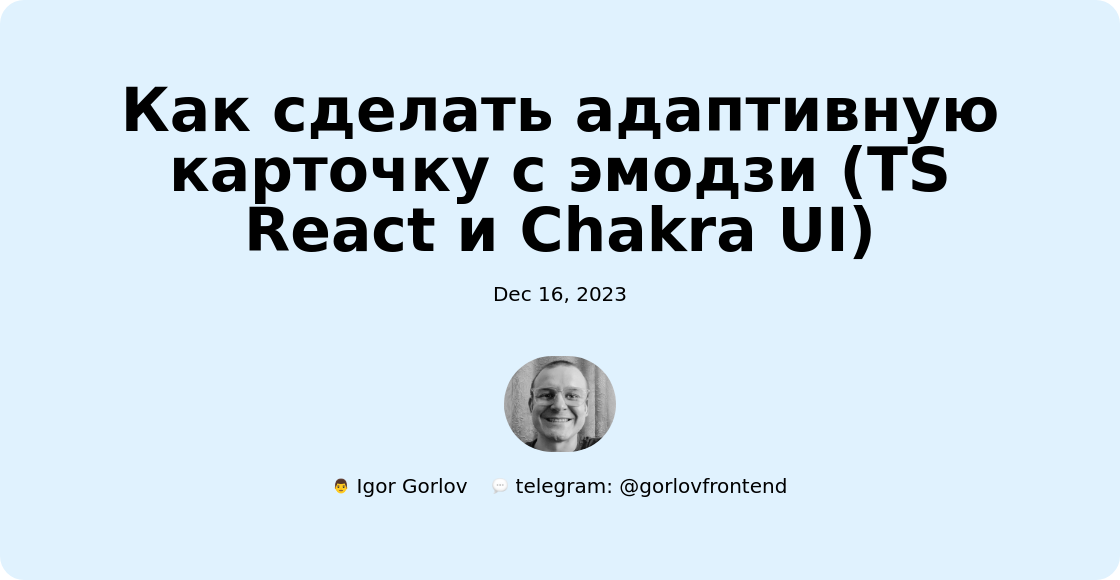 Как сделать адаптивную
карточку с эмодзи (TS
React и Chakra UI)
Dec 16, 2023
👨 Igor Gorlov 💬 telegram: @gorlovfrontend